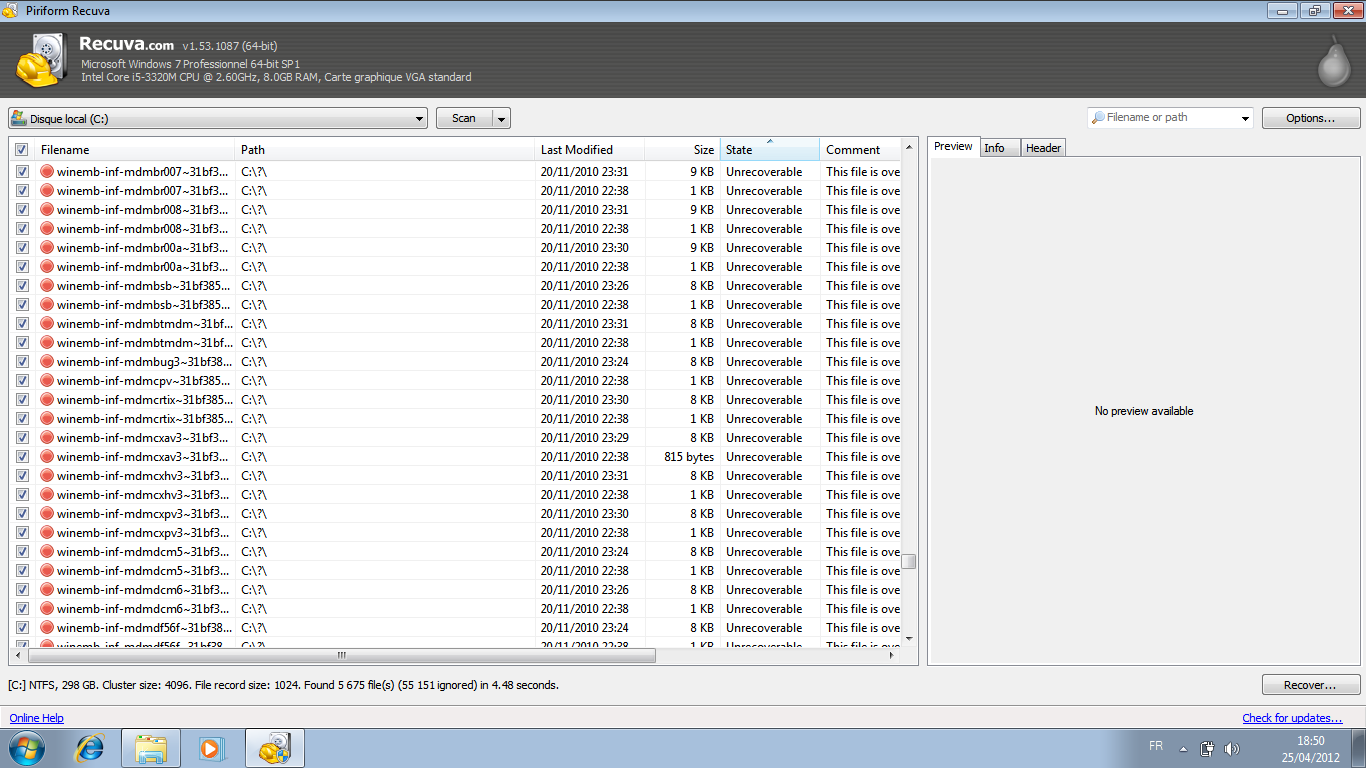 Piriform Recuva
Recuva.com v1.53.1087 (64-bit)
Microsoft Windows 7 Professionnel 64-bit SP1
Intel Core i5-3320M CPU @ 2.60GHz, 8.0GB RAM, Carte graphique VGA standard
Disque local (C:) Scan Filename or path Options...
Filename Path Last Modified Size State Comment Preview Info Header
winemb-inf-mdmbr007~31bf3... C:\?\ 20/11/2010 23:31 9 KB Unrecoverable This file is ove
winemb-inf-mdmbr007~31bf3... C:\?\ 20/11/2010 22:38 1 KB Unrecoverable This file is ove
winemb-inf-mdmbr008~31bf3... C:\?\ 20/11/2010 23:31 9 KB Unrecoverable This file is ove
winemb-inf-mdmbr008~31bf3... C:\?\ 20/11/2010 22:38 1 KB Unrecoverable This file is ove
winemb-inf-mdmbr00a~31bf3... C:\?\ 20/11/2010 23:30 9 KB Unrecoverable This file is ove
winemb-inf-mdmbr00a~31bf3... C:\?\ 20/11/2010 22:38 1 KB Unrecoverable This file is ove
winemb-inf-mdmbsb~31bf385... C:\?\ 20/11/2010 23:26 8 KB Unrecoverable This file is ove
winemb-inf-mdmbsb~31bf385... C:\?\ 20/11/2010 22:38 1 KB Unrecoverable This file is ove
winemb-inf-mdmbtmdm~31bf... C:\?\ 20/11/2010 23:31 8 KB Unrecoverable This file is ove
winemb-inf-mdmbtmdm~31bf... C:\?\ 20/11/2010 22:38 1 KB Unrecoverable This file is ove
winemb-inf-mdmbug3~31bf38... C:\?\ 20/11/2010 23:24 8 KB Unrecoverable This file is ove
winemb-inf-mdmcpv~31bf385... C:\?\ 20/11/2010 22:38 1 KB Unrecoverable This file is ove
winemb-inf-mdmcrtix~31bf385... C:\?\ 20/11/2010 23:30 8 KB Unrecoverable This file is ove
winemb-inf-mdmcrtix~31bf385... C:\?\ 20/11/2010 22:38 1 KB Unrecoverable This file is ove
winemb-inf-mdmcxav3~31bf3... C:\?\ 20/11/2010 23:29 8 KB Unrecoverable This file is ove
winemb-inf-mdmcxav3~31bf3... C:\?\ 20/11/2010 22:38 815 bytes Unrecoverable This file is ove
winemb-inf-mdmcxhv3~31bf3... C:\?\ 20/11/2010 23:31 8 KB Unrecoverable This file is ove
winemb-inf-mdmcxhv3~31bf3... C:\?\ 20/11/2010 22:38 1 KB Unrecoverable This file is ove
winemb-inf-mdmcxpv3~31bf3... C:\?\ 20/11/2010 23:30 8 KB Unrecoverable This file is ove
winemb-inf-mdmcxpv3~31bf3... C:\?\ 20/11/2010 22:38 1 KB Unrecoverable This file is ove
winemb-inf-mdmdcm5~31bf3... C:\?\ 20/11/2010 23:24 8 KB Unrecoverable This file is ove
winemb-inf-mdmdcm5~31bf3... C:\?\ 20/11/2010 22:38 1 KB Unrecoverable This file is ove
winemb-inf-mdmdcm6~31bf3... C:\?\ 20/11/2010 23:26 8 KB Unrecoverable This file is ove
winemb-inf-mdmdcm6~31bf3... C:\?\ 20/11/2010 22:38 1 KB Unrecoverable This file is ove
winemb-inf-mdmdf56f~31bf38... C:\?\ 20/11/2010 23:24 8 KB Unrecoverable This file is ove
winemb-inf-mdmdf56f~31bf38... C:\?\ 20/11/2010 22:38 1 KB Unrecoverable This file is ove
No preview available
[C:] NTFS, 298 GB. Cluster size: 4096. File record size: 1024. Found 5 675 file(s) (55 151 ignored) in 4.48 seconds.
Recover...
Online Help Check for updates...
FR 18:50
25/04/2012